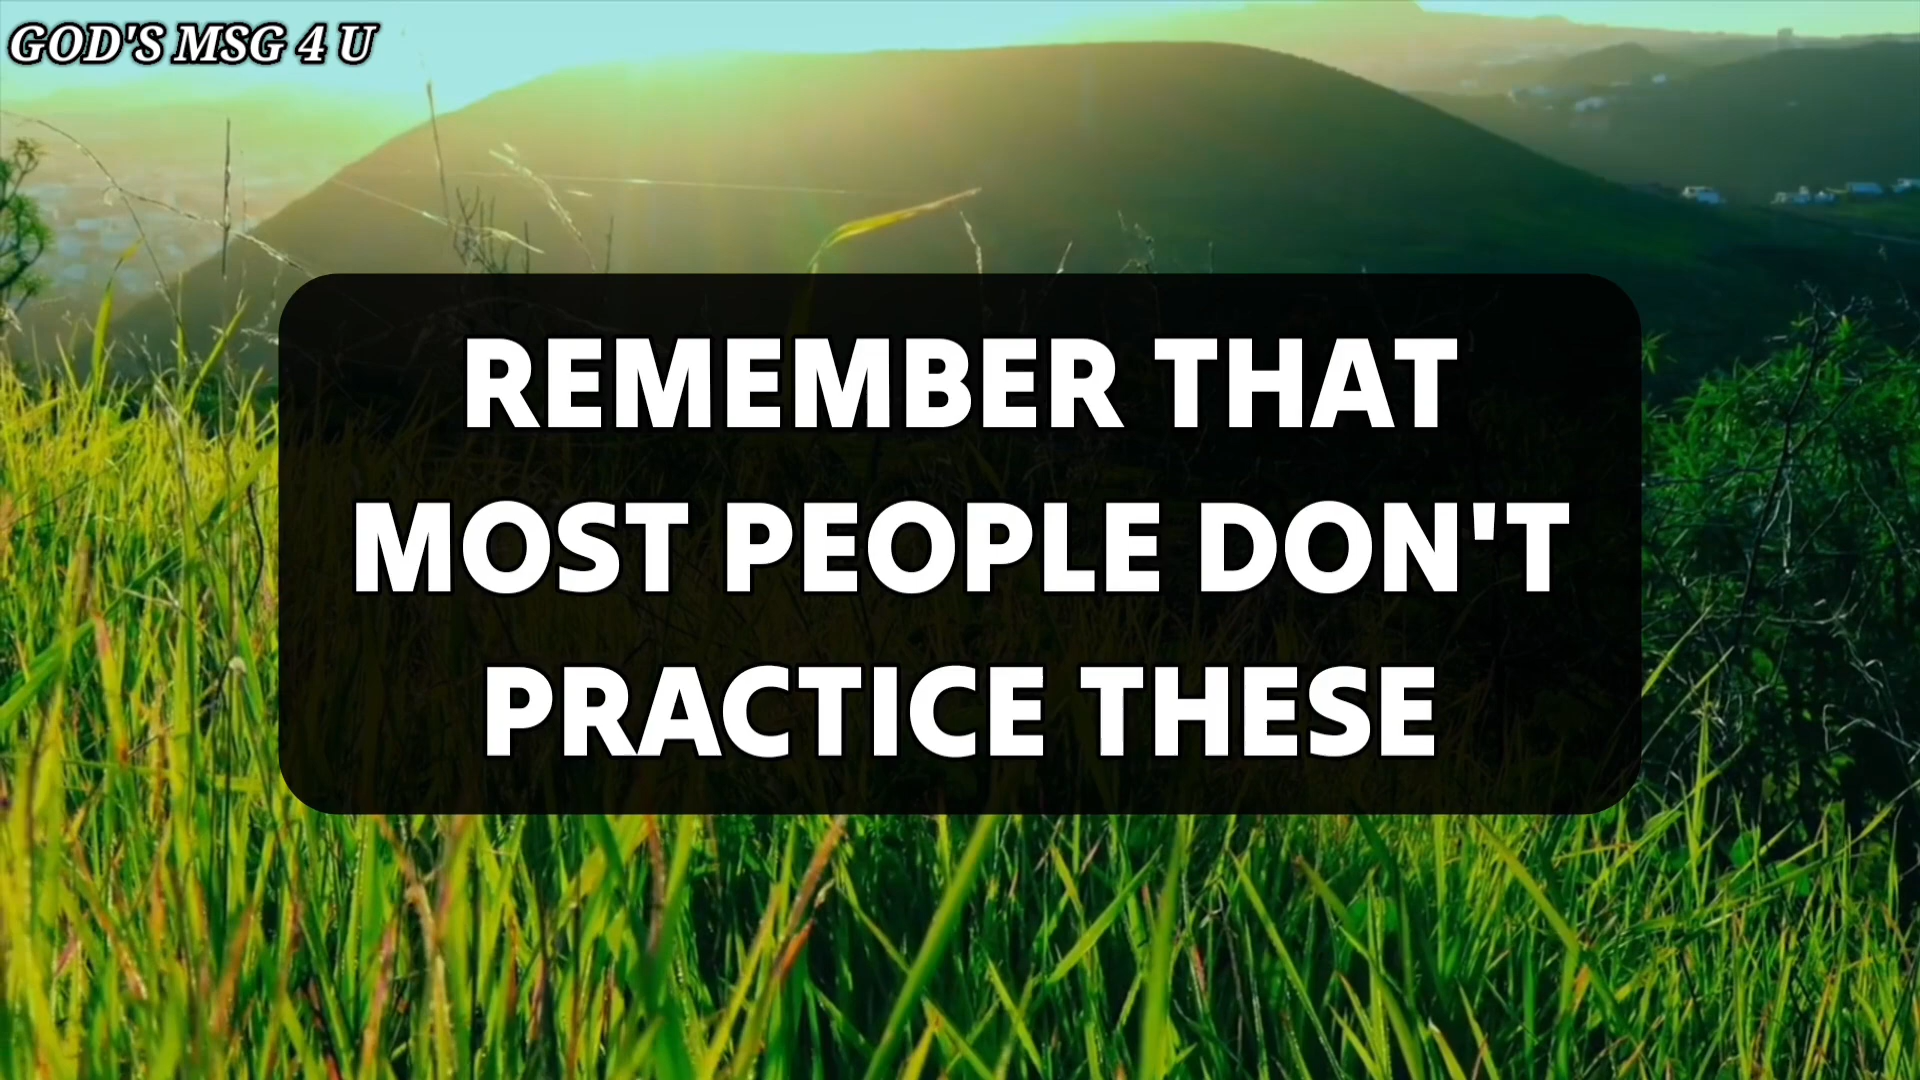 GOD'S MSG 4 U
REMEMBER THAT
MOST PEOPLE DON'T
PRACTICE THESE